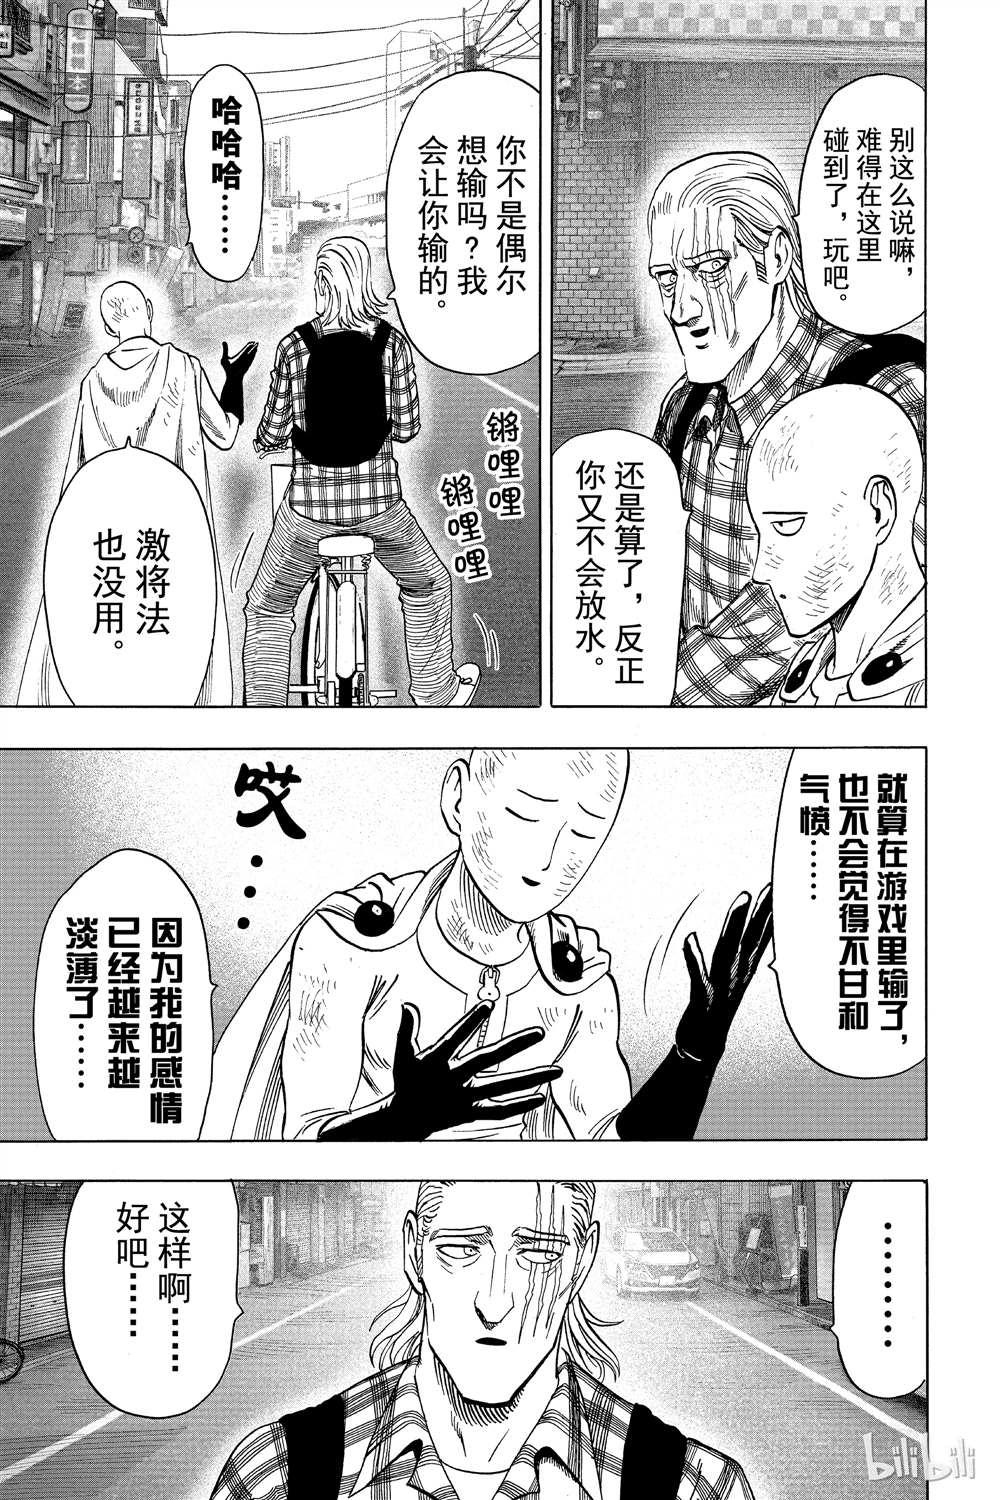 别这么说嘛，
难得在这里
碰到了，玩吧。
还是算了，反正
你又不会放水。
你不是偶尔
想输吗？我
会让你输的。
哈哈哈……
锵哩哩
锵哩哩
激将法
也没用。
就算在游戏里输了，
也不会觉得不甘和
气愤……
哎…
因为我的感情
已经越来越
淡薄了……
………
这样啊……
好吧……
住宅情報
bilibili